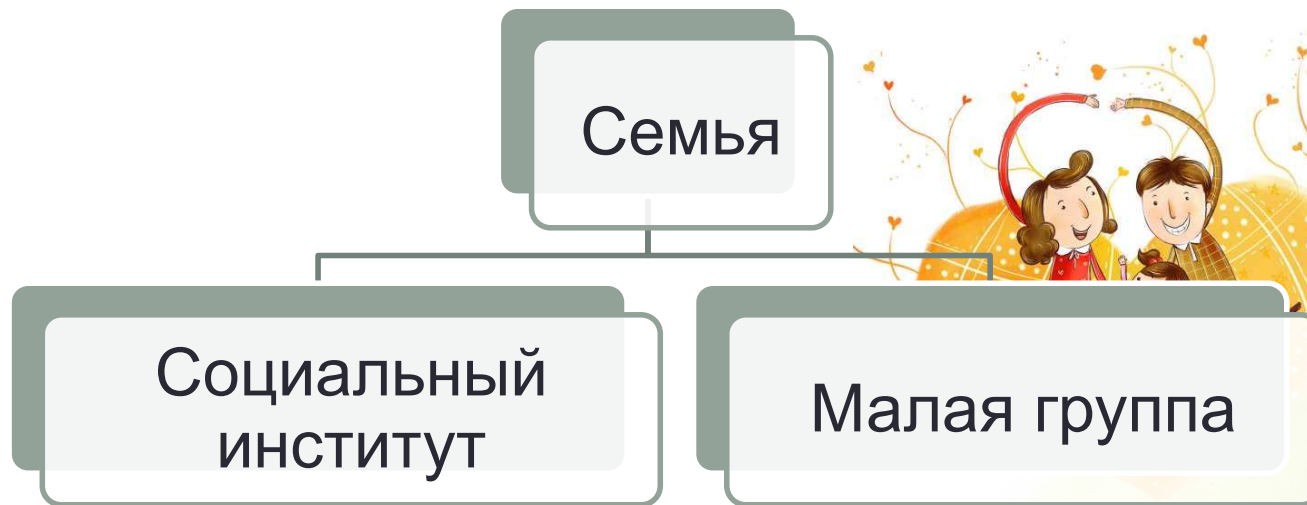 Семья
Социальный
институт
Малая группа